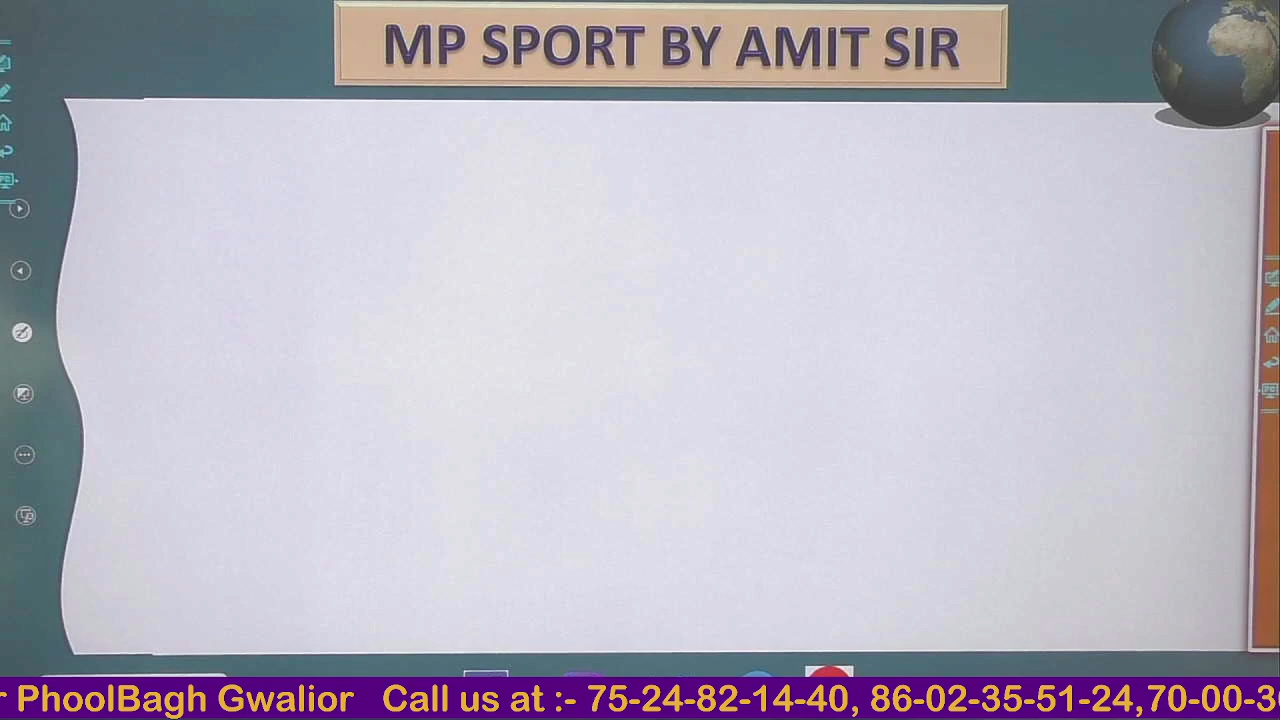 MP SPORT BY AMIT SIR
PhoolBagh Gwalior Call us at :- 75-24-82-14-40, 86-02-35-51-24,70-00-3